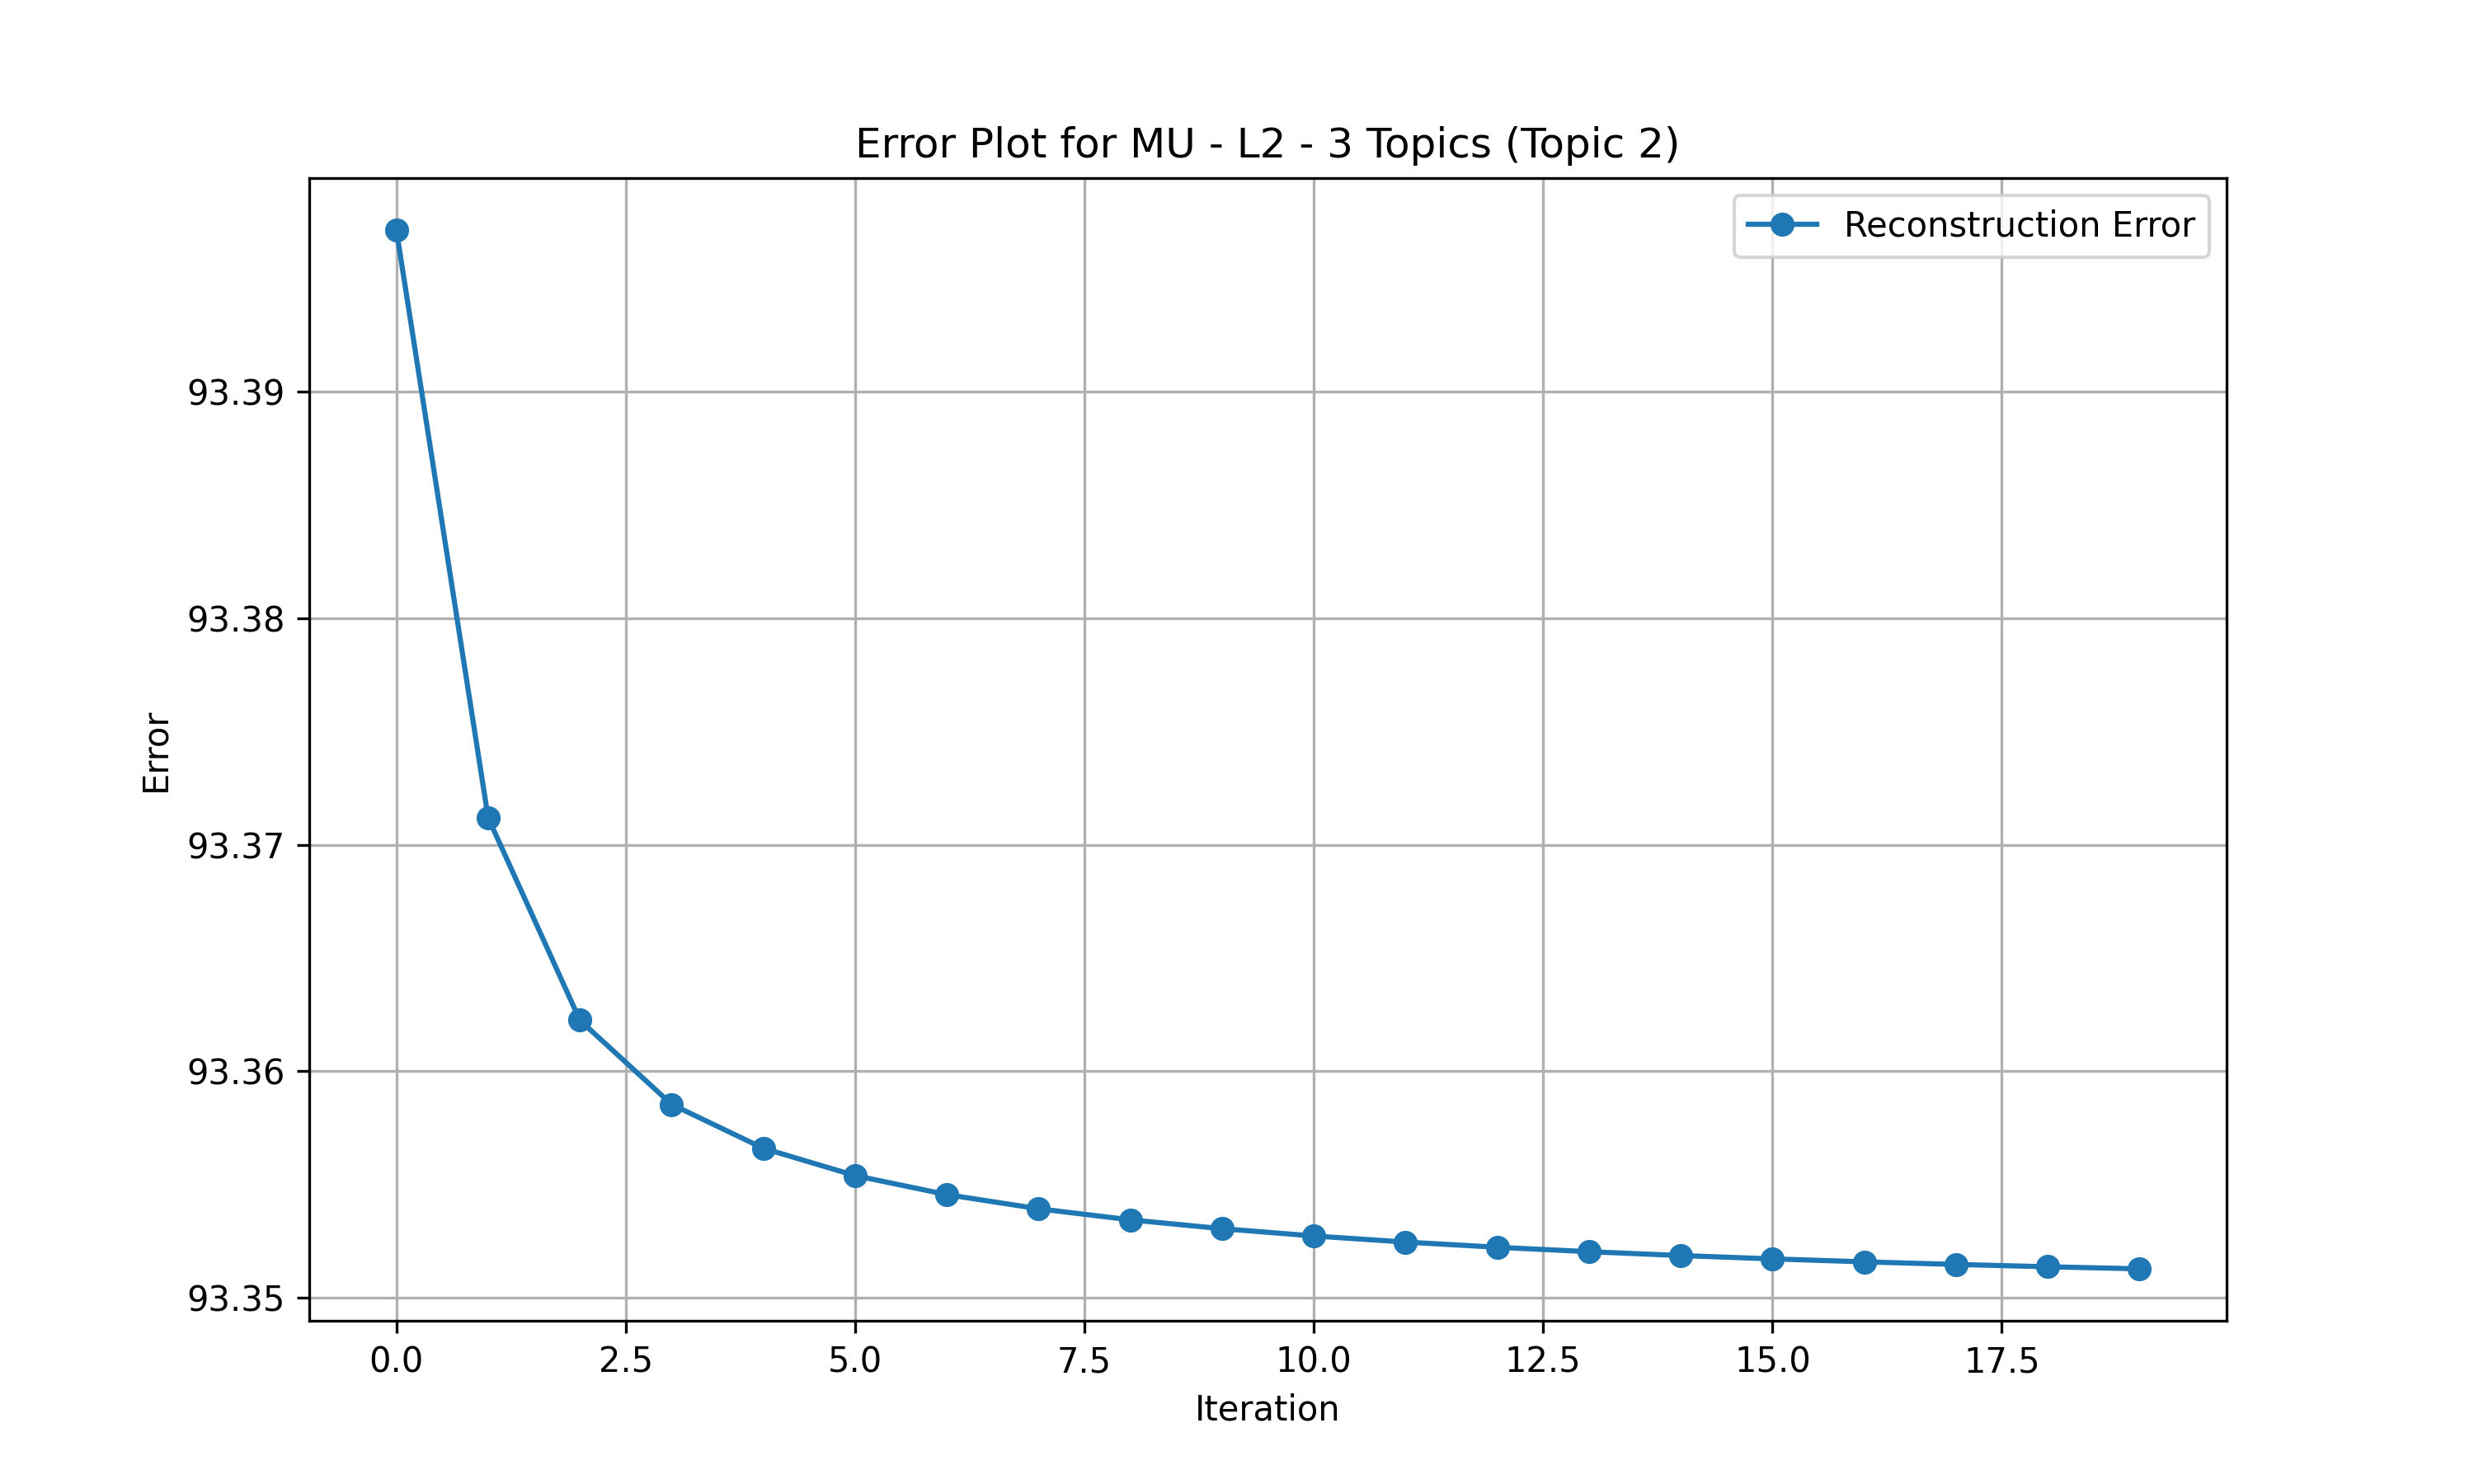 Error Plot for MU - L2 - 3 Topics (Topic 2)
Reconstruction Error
93.39
93.38
93.37
93.36
93.35
Error
0.0 2.5 5.0 7.5 10.0 12.5 15.0 17.5
Iteration